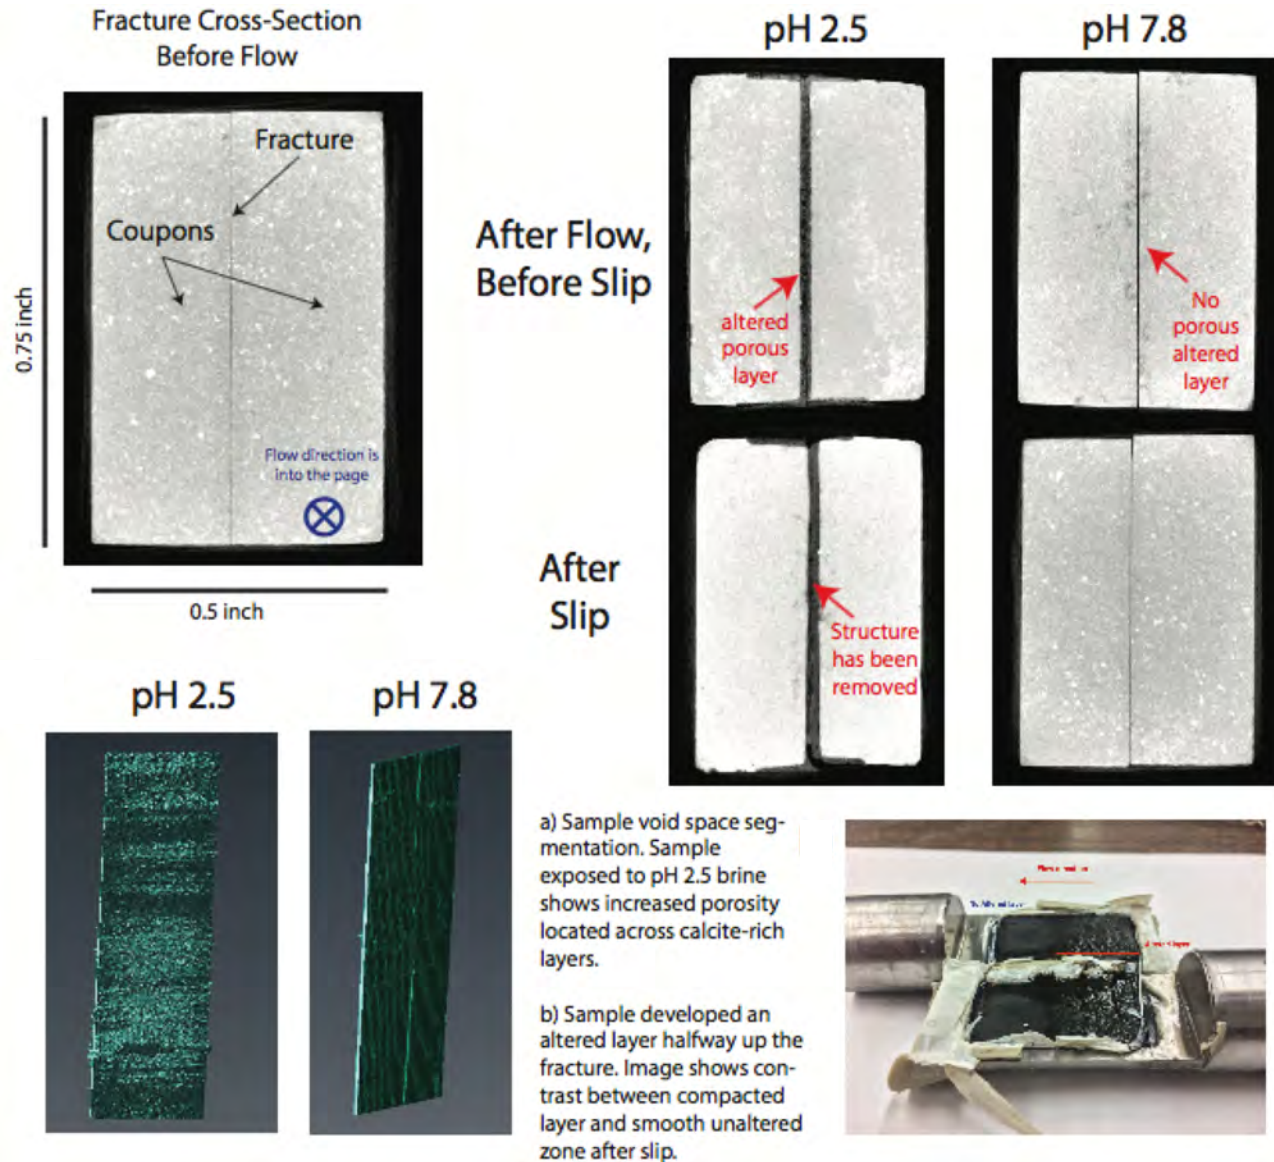 Fracture Cross-Section
Before Flow
Fracture
Coupons
Flow direction is
into the page
0.75 inch
0.5 inch
pH 2.5
pH 7.8
After Flow,
Before Slip
altered
porous
layer
No
porous
altered
layer
After
Slip
Structure
has been
removed
pH 2.5
pH 7.8
a) Sample void space seg-
mentation. Sample
exposed to pH 2.5 brine
shows increased porosity
located across calcite-rich
layers.
b) Sample developed an
altered layer halfway up the
fracture. Image shows con-
trast between compacted
layer and smooth unaltered
zone after slip.